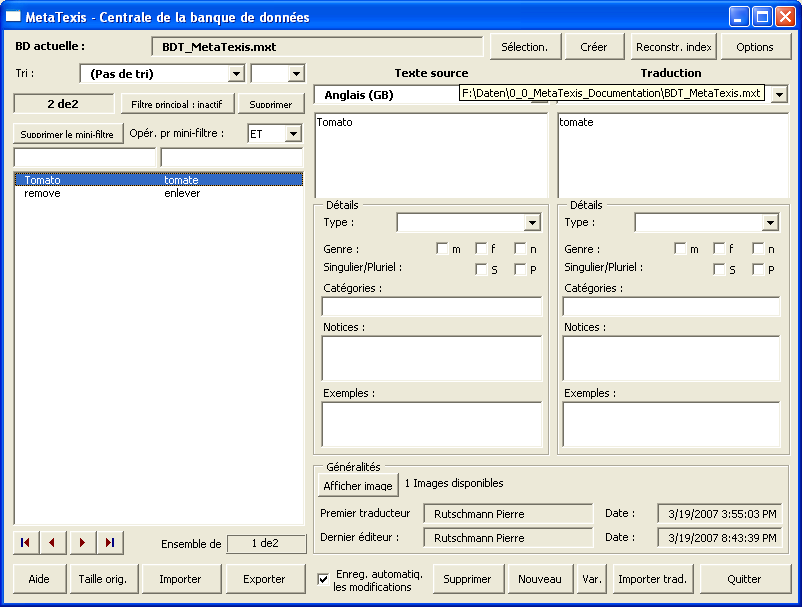 MetaTexis - Centrale de la banque de données
BD actuelle :
BDT_MetaTexis.mxt
Sélection.
Créer
Reconstr. index
Options
Tri :
(Pas de tri)
Texte source
Traduction
2 de2
Filtre principal : inactif
Supprimer
Anglais (GB)
F:\Daten\0_0_MetaTexis_Documentation\BDT_MetaTexis.mxt
Supprimer le mini-filtre
Opér. pr mini-filtre :
ET
Tomato
tomate
Tomato tomate
remove enlever
Détails
Type :
Genre :
m
f
n
Singulier/Pluriel :
S
P
Catégories :
Notices :
Exemples :
Détails
Type :
Genre :
m
f
n
Singulier/Pluriel :
S
P
Catégories :
Notices :
Exemples :
Généralités
Afficher image
1 Images disponibles
Premier traducteur
Rutschmann Pierre
Date :
3/19/2007 3:55:03 PM
Dernier éditeur :
Rutschmann Pierre
Date :
3/19/2007 8:43:39 PM
Ensemble de
1 de2
Aide
Taille orig.
Importer
Exporter
Enreg. automatiq.
les modifications
Supprimer
Nouveau
Var.
Importer trad.
Quitter